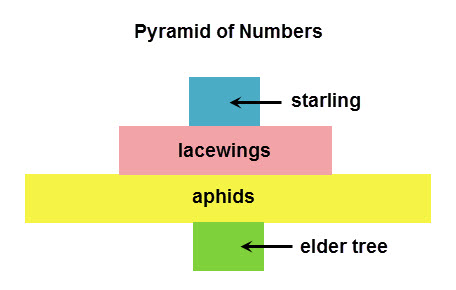 Pyramid of Numbers
starling
lacewings
aphids
elder tree